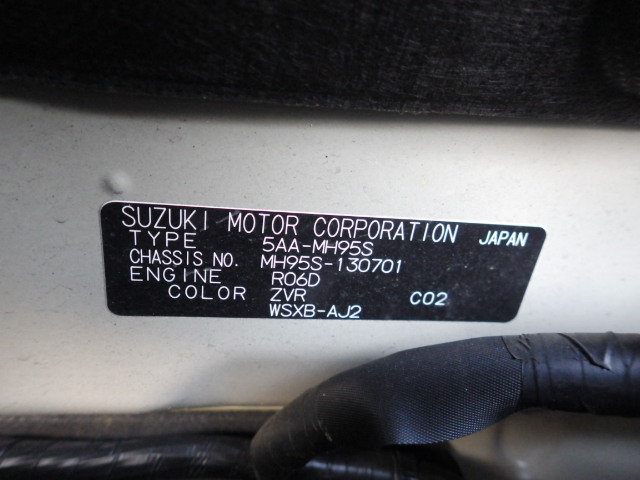 SUZUKI MOTOR CORPORATION JAPAN
TYPE 5AA-MH95S
CHASSIS NO. MH95S-130701
ENGINE R06D
COLOR ZVR C02
WSXB-AJ2